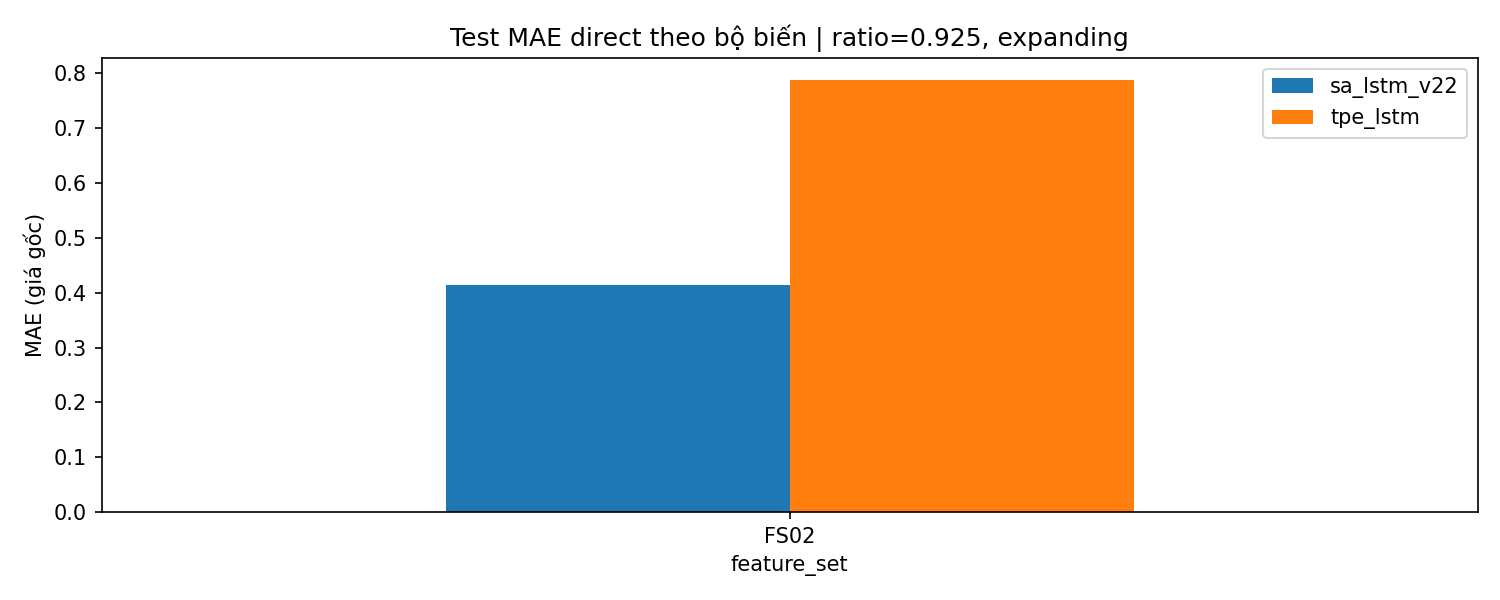 Test MAE direct theo bộ biến | ratio=0.925, expanding
sa_lstm_v22
tpe_lstm
MAE (giá gốc)
0.8
0.7
0.6
0.5
0.4
0.3
0.2
0.1
0.0
FS02
feature_set